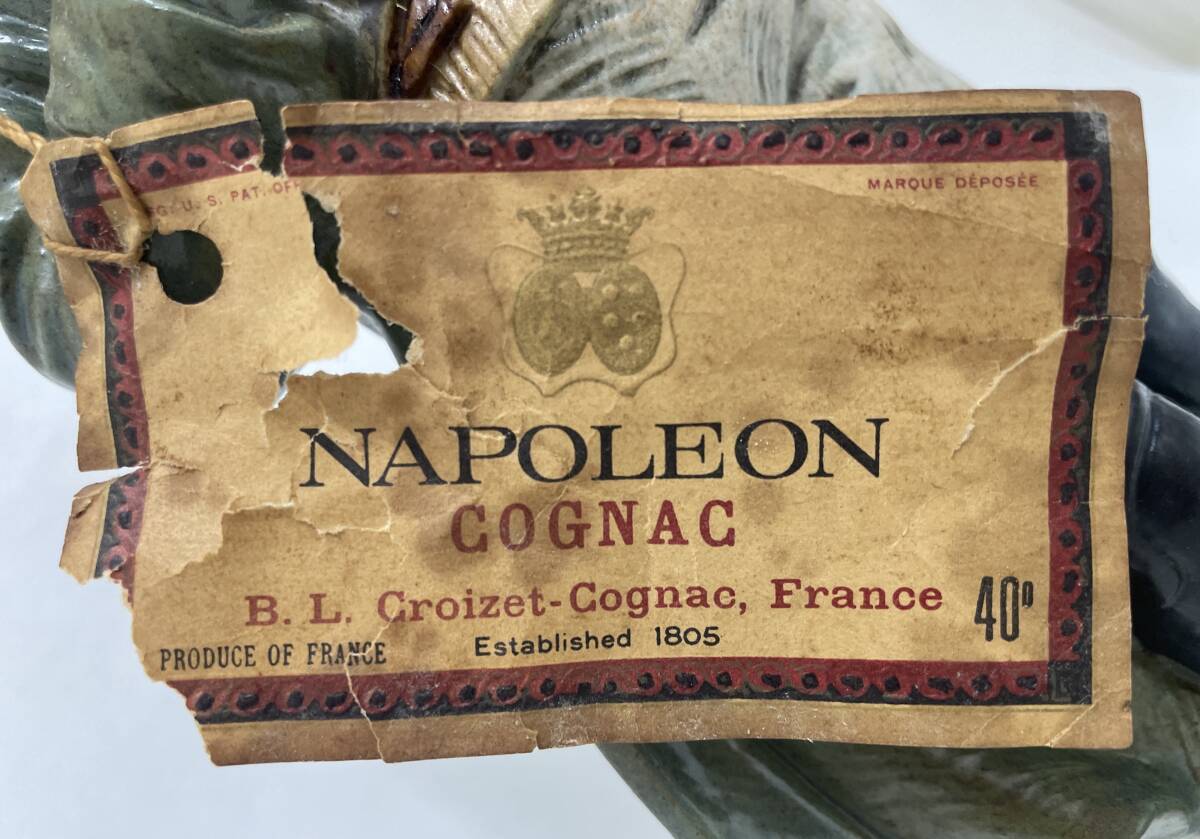 U. S. PAT. OFF
MARQUE DÉPOSÉE
NAPOLEON
COGNAC
B. L. Croizet-Cognac, France
40°
Established 1805
PRODUCE OF FRANCE